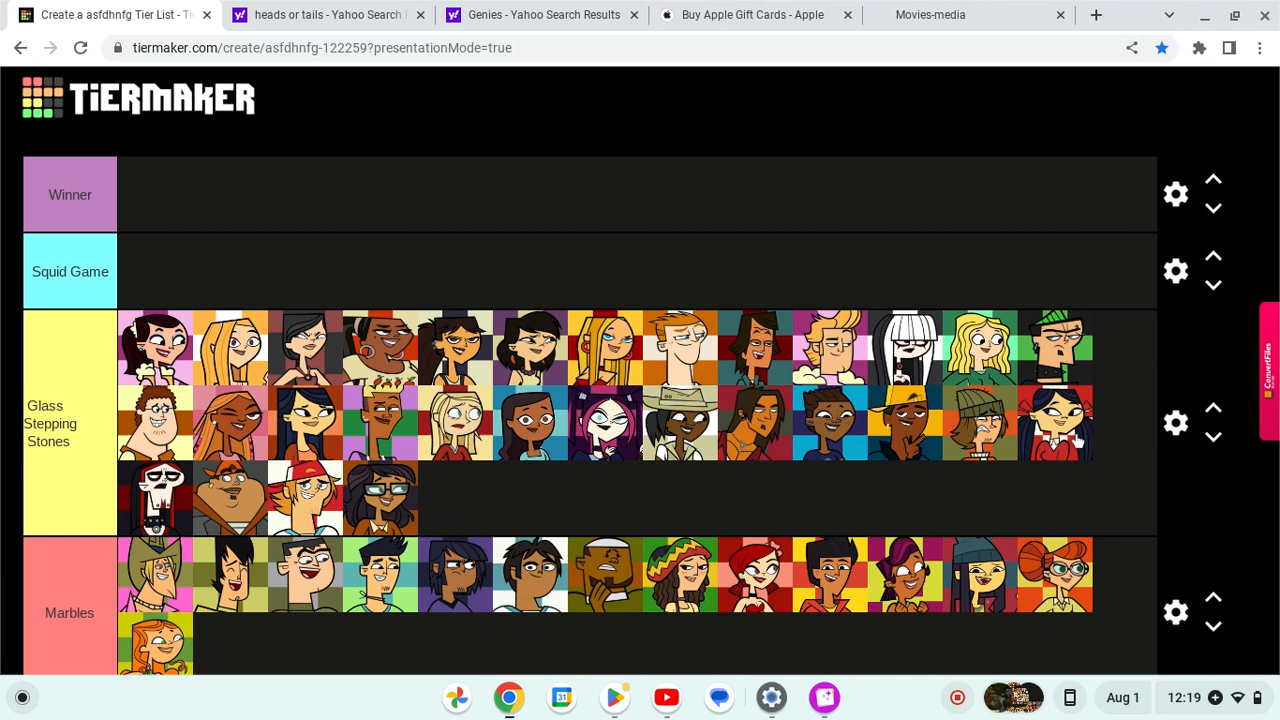 Create a asfdhnfg Tier List - Ti
heads or tails - Yahoo Search
Genies - Yahoo Search Results
Buy Apple Gift Cards - Apple
Movies-media
tiermaker.com/create/asfdhnfg-122259?presentationMode=true
TiERMAKER
Winner
Squid Game
Glass
Stepping
Stones
Marbles
ConvertFiles
31
Aug 1
12:19